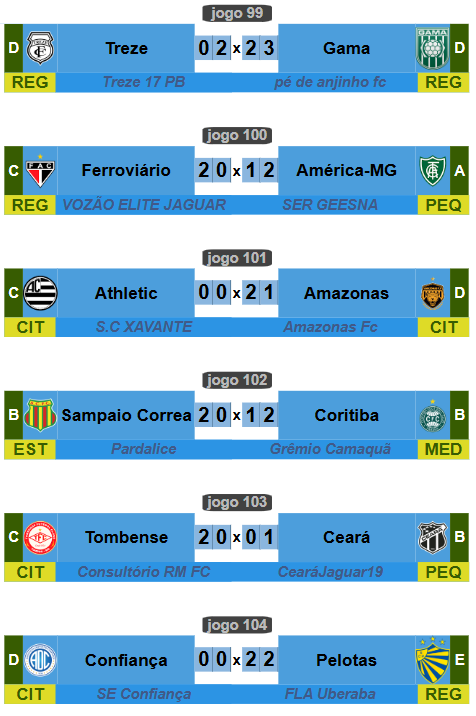 jogo 99
D Treze 0 2 x 2 3 Gama D
REG Treze 17 PB pé de anjinho fc REG
jogo 100
C Ferroviário 2 0 x 1 2 América-MG A
REG VOZÃO ELITE JAGUAR SER GEESNA PEQ
jogo 101
C Athletic 0 0 x 2 1 Amazonas D
CIT S.C XAVANTE Amazonas Fc CIT
jogo 102
B Sampaio Correa 2 0 x 1 2 Coritiba B
EST Pardalice Grêmio Camaquã MED
jogo 103
C Tombense 2 0 x 0 1 Ceará B
CIT Consultório RM FC CearáJaguar19 PEQ
jogo 104
D Confiança 0 0 x 2 2 Pelotas E
CIT SE Confiança FLA Uberaba REG